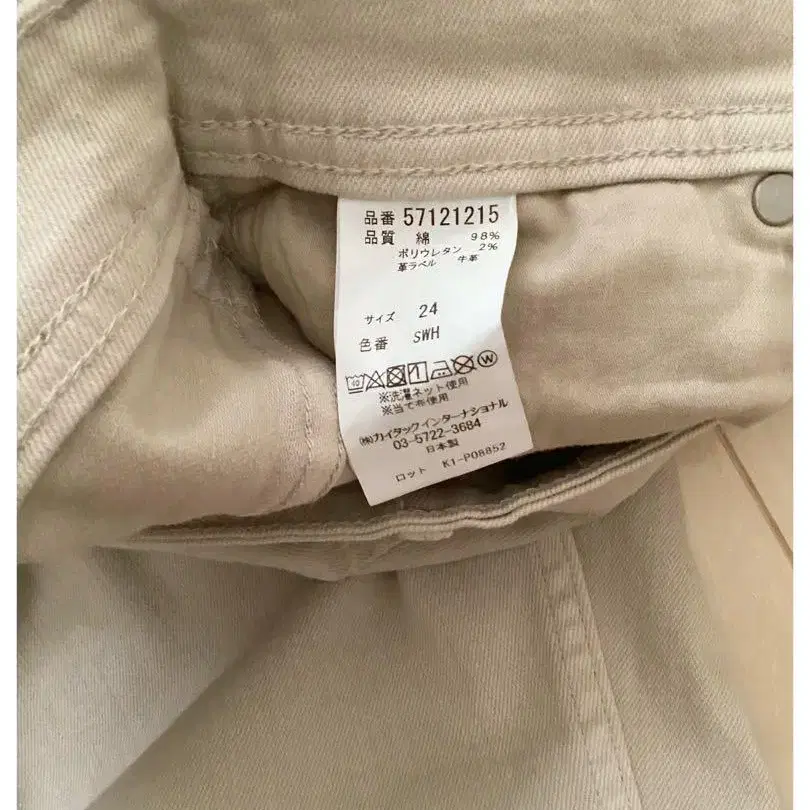 品番 57121215
品質 綿 98%
ポリウレタン 2%
革ラベル 牛革
サイズ 24
色番 SWH
40
※洗濯ネット使用
※当て布使用
㈱カイタックインターナショナル
03-5722-3684
日本製
ロット K1-P08852